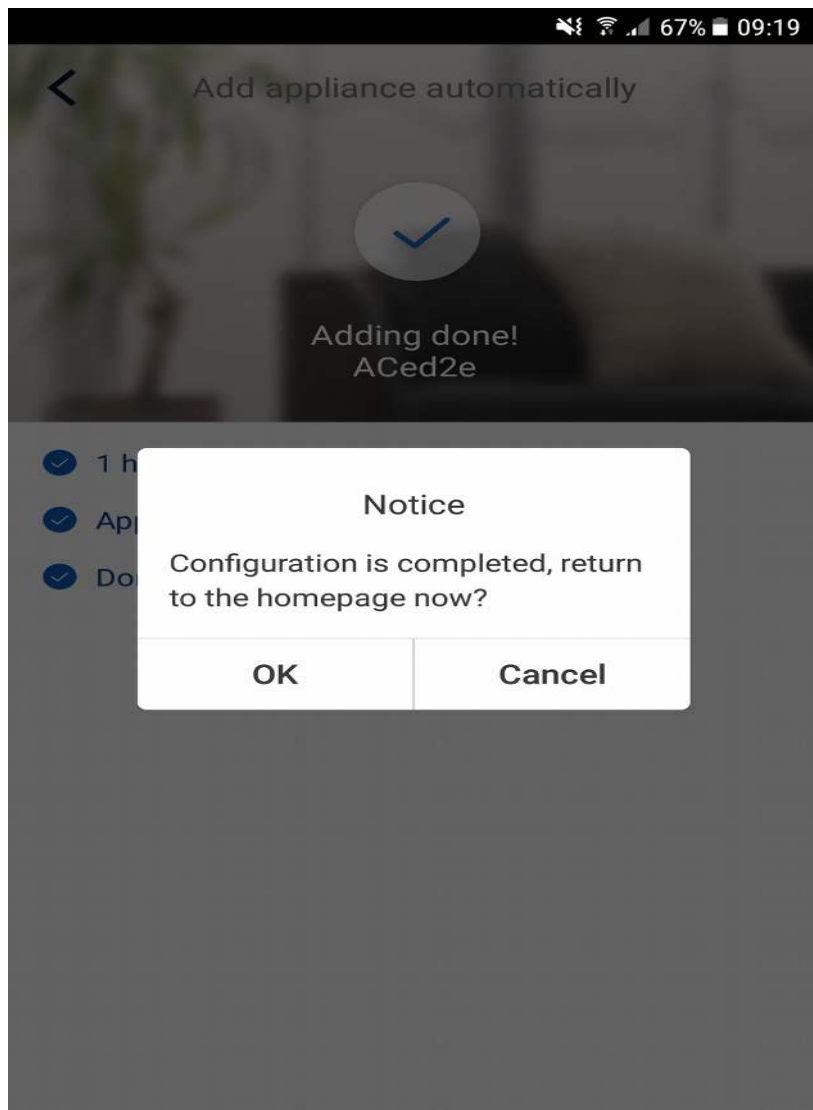 67% 09:19
Add appliance automatically
Adding done!
ACed2e
1 h
App
Do
Notice
Configuration is completed, return
to the homepage now?
OK
Cancel